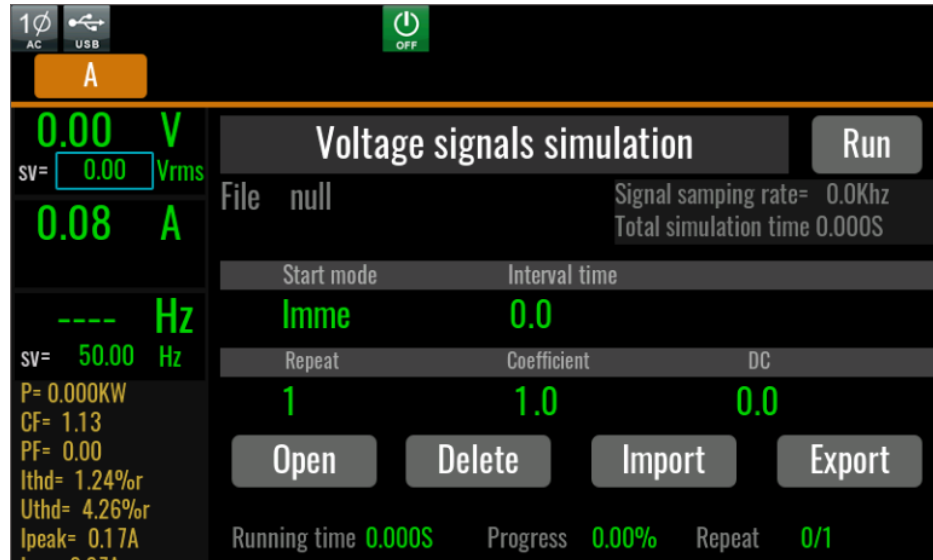 1Ø
AC
USB
OFF
A
0.00 V
sv= 0.00 Vrms
0.08 A
---- Hz
sv= 50.00 Hz
P= 0.000KW
CF= 1.13
PF= 0.00
Ithd= 1.24%r
Uthd= 4.26%r
Ipeak= 0.17A
Voltage signals simulation
Run
File null
Signal samping rate= 0.0Khz
Total simulation time 0.000S
Start mode Interval time
Imme 0.0
Repeat Coefficient DC
1 1.0 0.0
Open Delete Import Export
Running time 0.000S Progress 0.00% Repeat 0/1